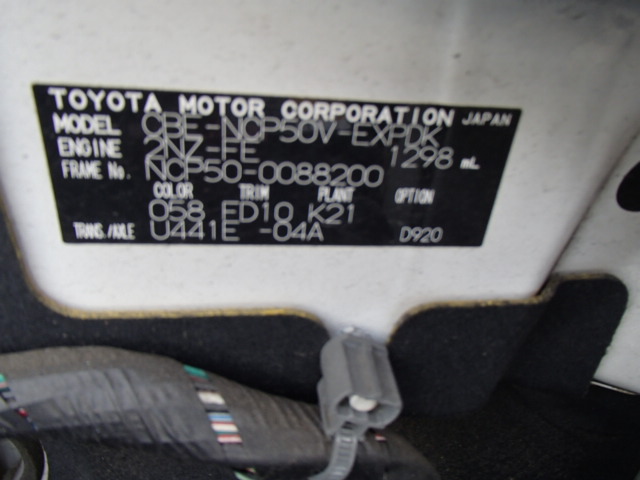 TOYOTA MOTOR CORPORATION JAPAN
MODEL CBE-NCP50V-EXPDK
ENGINE 2NZ-FE 1298 mL
FRAME No. NCP50-0088200
COLOR TRIM PLANT OPTION
058 FD10 K21
TRANS./AXLE U441E -04A D920